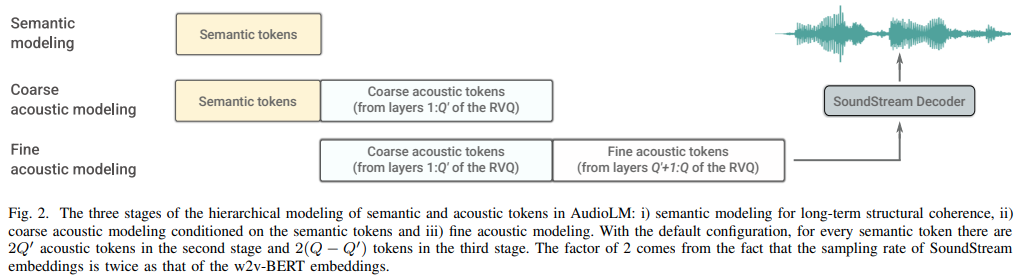 Semantic
modeling
Semantic tokens
Coarse
acoustic modeling
Semantic tokens
Coarse acoustic tokens
(from layers 1:Q' of the RVQ)
SoundStream Decoder
Fine
acoustic modeling
Coarse acoustic tokens
(from layers 1:Q' of the RVQ)
Fine acoustic tokens
(from layers Q'+1:Q of the RVQ)
Fig. 2. The three stages of the hierarchical modeling of semantic and acoustic tokens in AudioLM: i) semantic modeling for long-term structural coherence, ii)
coarse acoustic modeling conditioned on the semantic tokens and iii) fine acoustic modeling. With the default configuration, for every semantic token there are
2Q′ acoustic tokens in the second stage and 2(Q − Q′) tokens in the third stage. The factor of 2 comes from the fact that the sampling rate of SoundStream
embeddings is twice as that of the w2v-BERT embeddings.